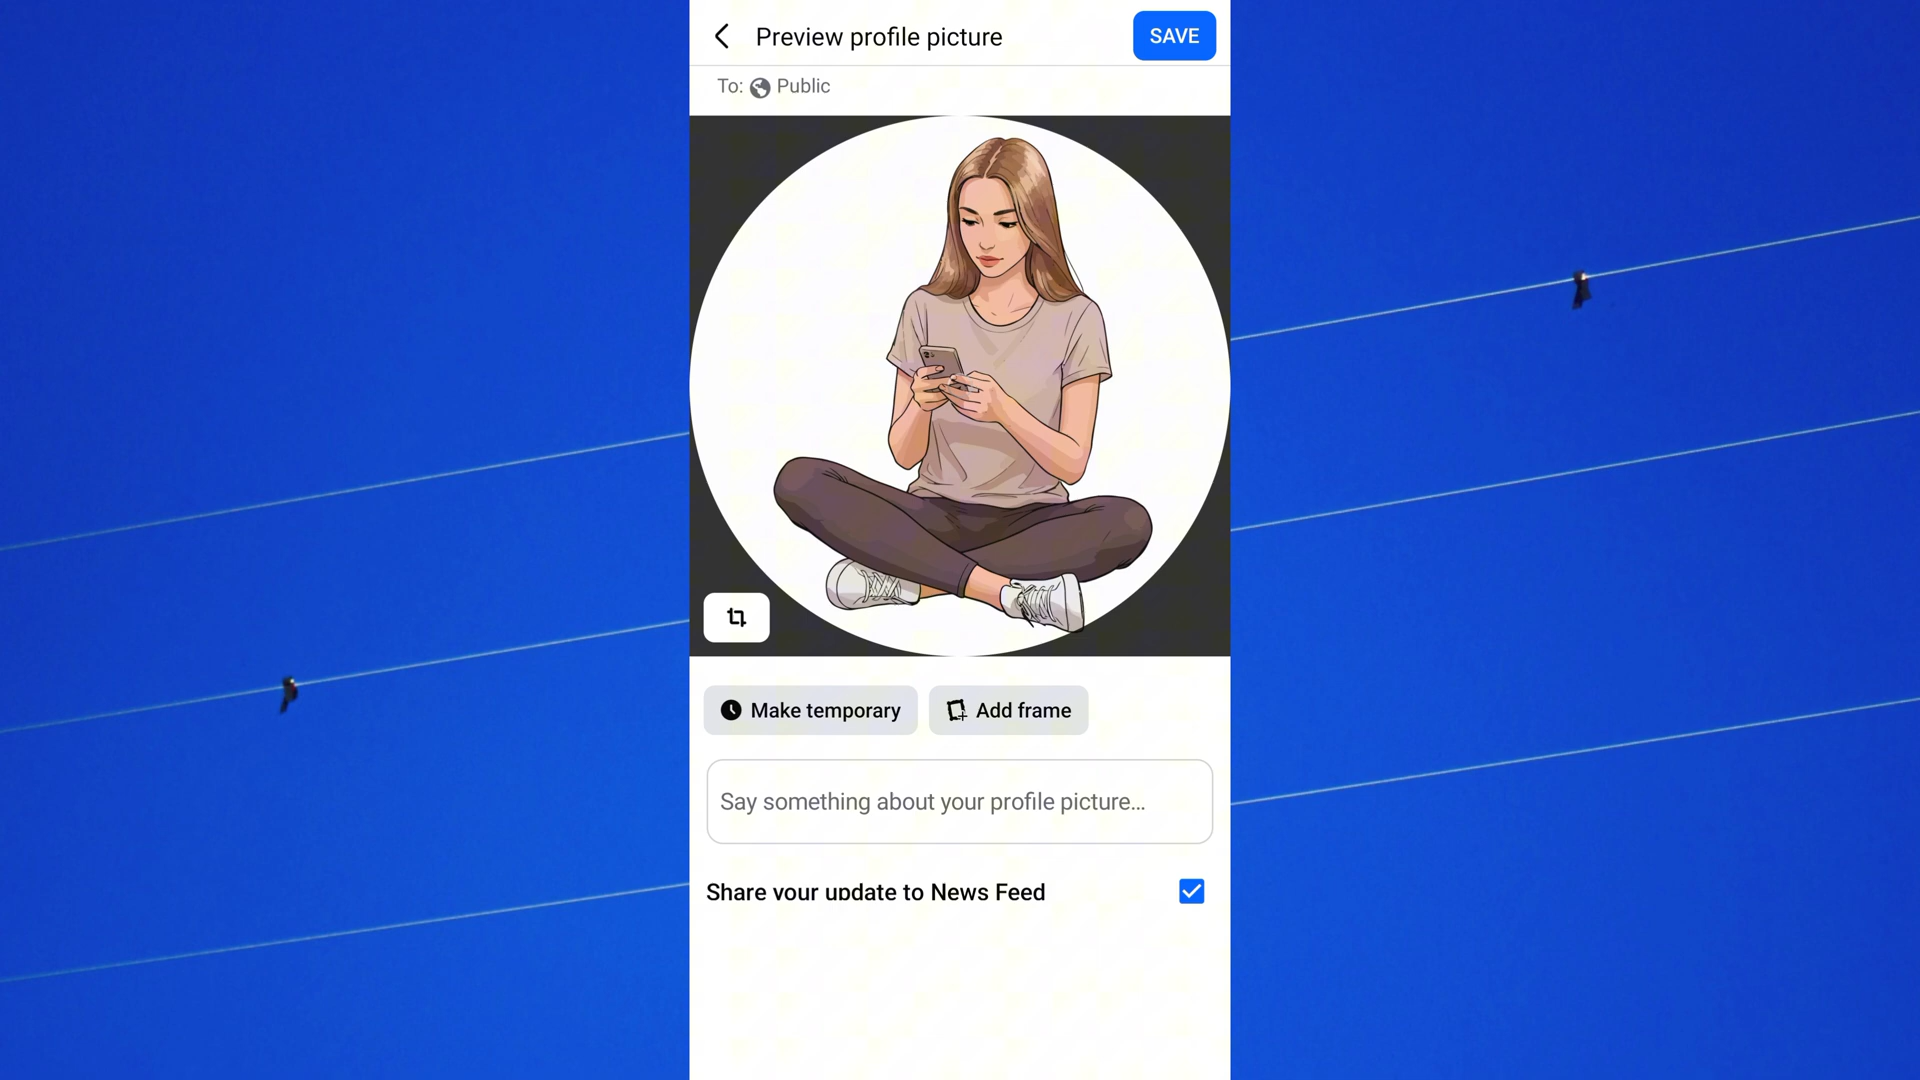 Preview profile picture
SAVE
To: Public
Make temporary
Add frame
Say something about your profile picture...
Share your update to News Feed